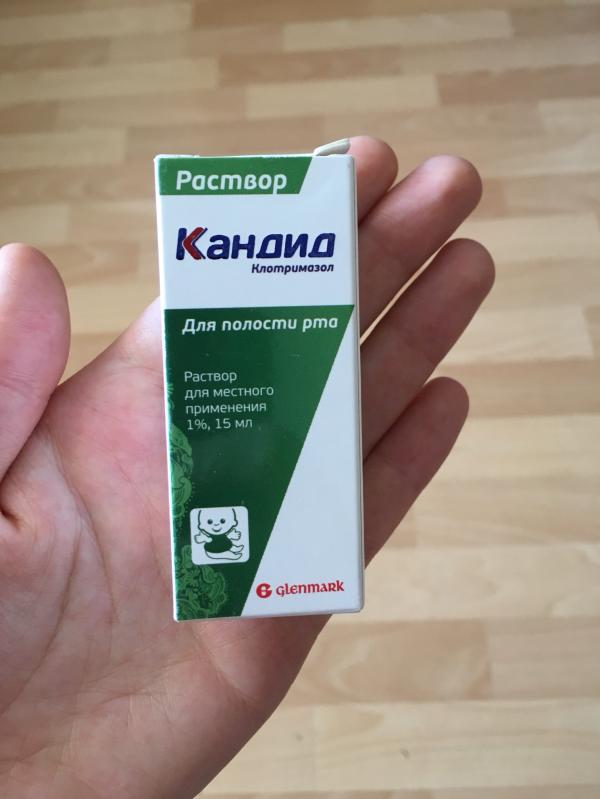 Раствор
Кандид
Клотримазол
Для полости рта
Раствор
для местного
применения
1%, 15 мл
G glenmark